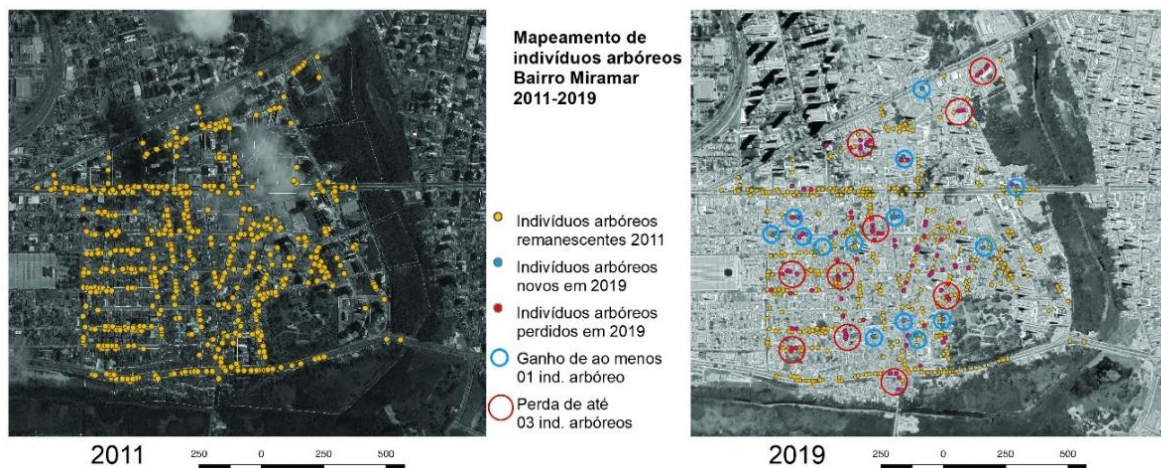 Mapeamento de
indivíduos arbóreos
Bairro Miramar
2011-2019
Indivíduos arbóreos
remanescentes 2011
Indivíduos arbóreos
novos em 2019
Indivíduos arbóreos
perdidos em 2019
Ganho de ao menos
01 ind. arbóreo
Perda de até
03 ind. arbóreos
2011
250 0 250 500
2019
250 0 250 500